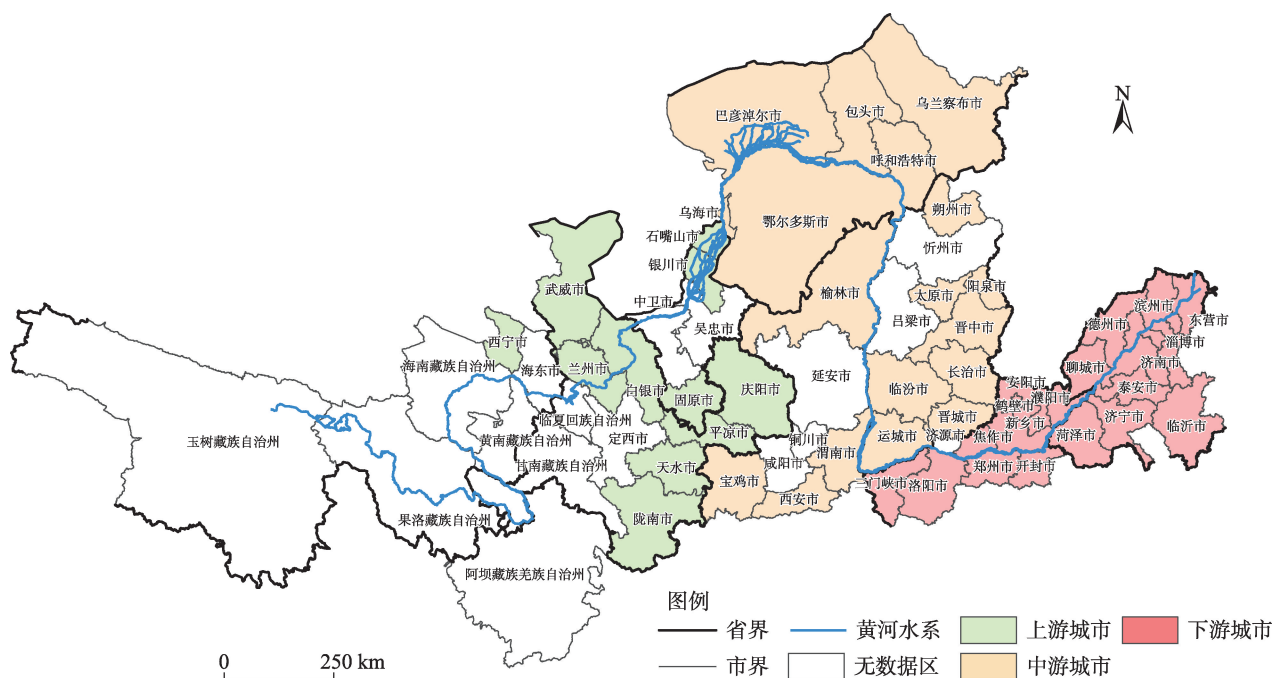 N
巴彦淖尔市
包头市
乌兰察布市
呼和浩特市
乌海市
鄂尔多斯市
朔州市
石嘴山市
忻州市
银川市
武威市
中卫市
榆林市
太原市
阳泉市
滨州市
吴忠市
吕梁市
晋中市
德州市
东营市
西宁市
淄博市
海南藏族自治州
海东市
兰州市
延安市
临汾市
长治市
聊城市
济南市
白银市
固原市
庆阳市
安阳市
泰安市
鹤壁市
濮阳市
临夏回族自治州
晋城市
新乡市
济宁市
玉树藏族自治州
黄南藏族自治州
定西市
平凉市
铜川市
运城市
济源市
焦作市
菏泽市
临沂市
甘南藏族自治州
天水市
咸阳市
渭南市
郑州市
开封市
宝鸡市
三门峡市
洛阳市
西安市
果洛藏族自治州
陇南市
阿坝藏族羌族自治州
图例
省界
黄河水系
上游城市
下游城市
市界
无数据区
中游城市
0
250 km